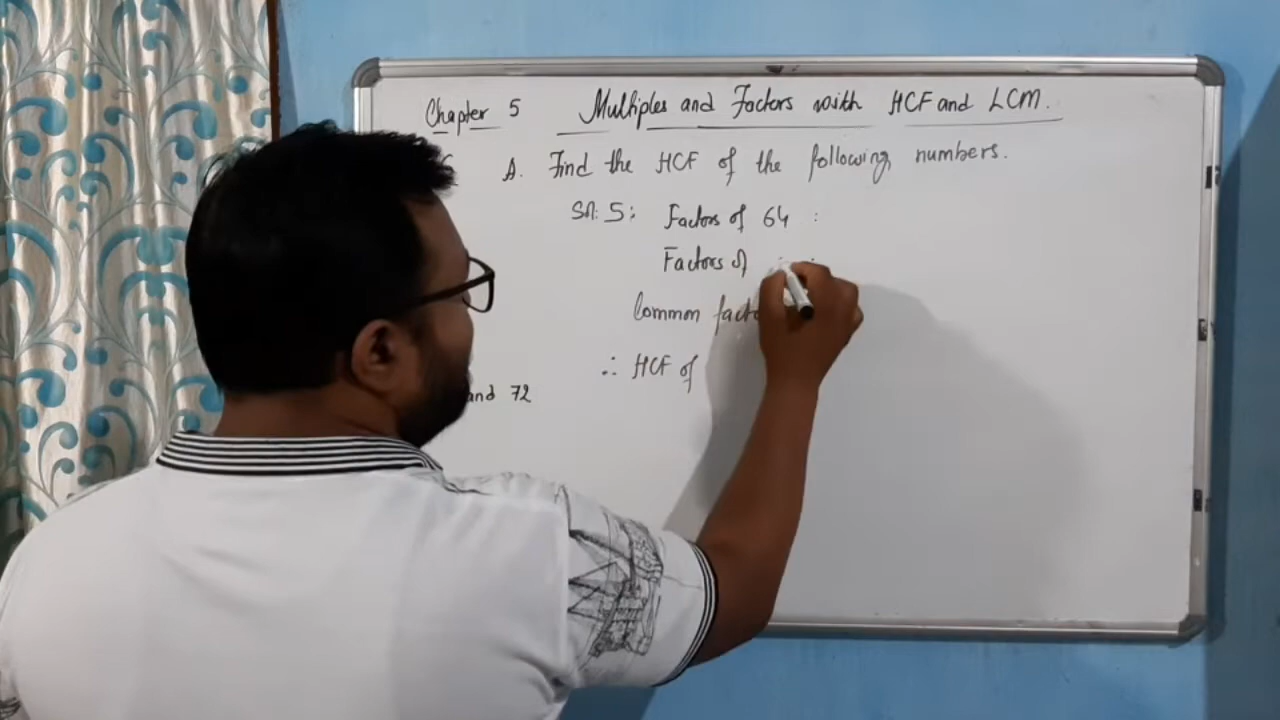 Chapter 5 Multiples and Factors with HCF and LCM.
A. Find the HCF of the following numbers.
Sn. 5: Factors of 64 :
Factors of :
Common facto
∴ HCF of
and 72